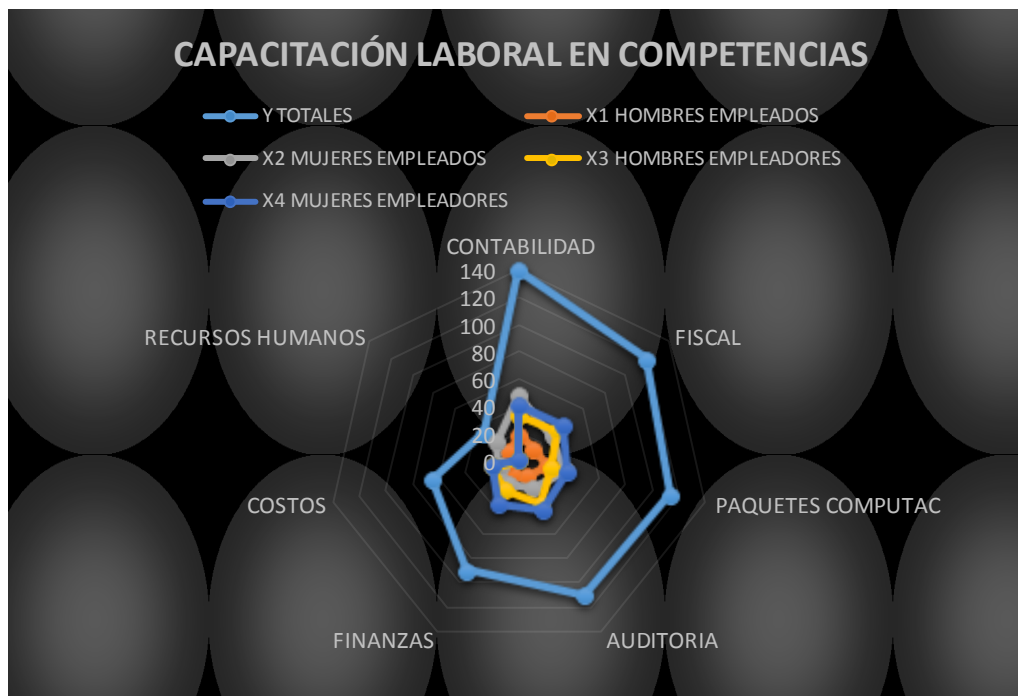 CAPACITACIÓN LABORAL EN COMPETENCIAS
Y TOTALES
X1 HOMBRES EMPLEADOS
X2 MUJERES EMPLEADOS
X3 HOMBRES EMPLEADORES
X4 MUJERES EMPLEADORES
CONTABILIDAD
140
120
100
80
60
40
20
0
RECURSOS HUMANOS
FISCAL
COSTOS
PAQUETES COMPUTAC
FINANZAS
AUDITORIA